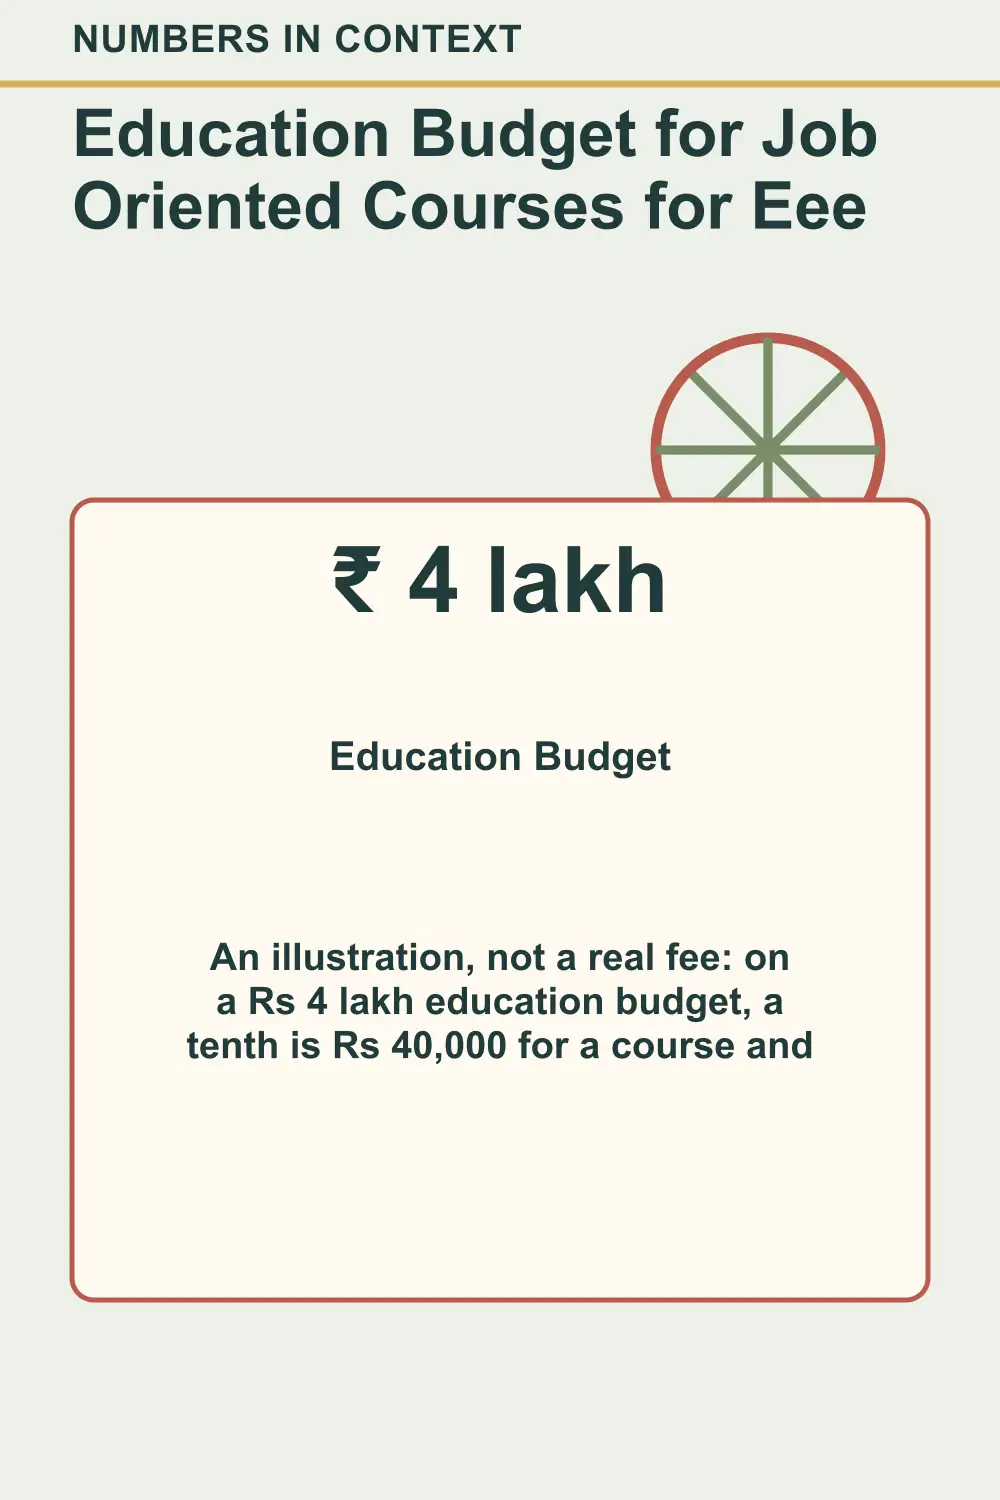 NUMBERS IN CONTEXT
Education Budget for Job
Oriented Courses for Eee
₹ 4 lakh
Education Budget
An illustration, not a real fee: on
a Rs 4 lakh education budget, a
tenth is Rs 40,000 for a course and